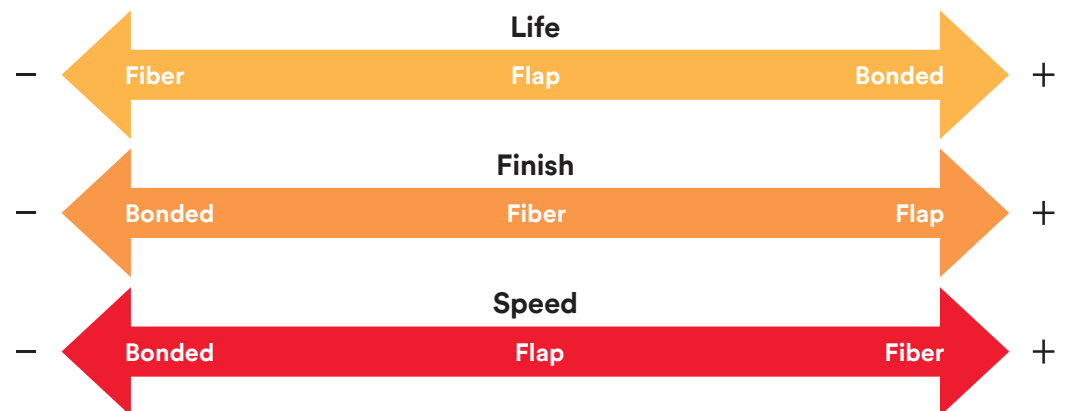 Life
− Fiber Flap Bonded +
Finish
− Bonded Fiber Flap +
Speed
− Bonded Flap Fiber +